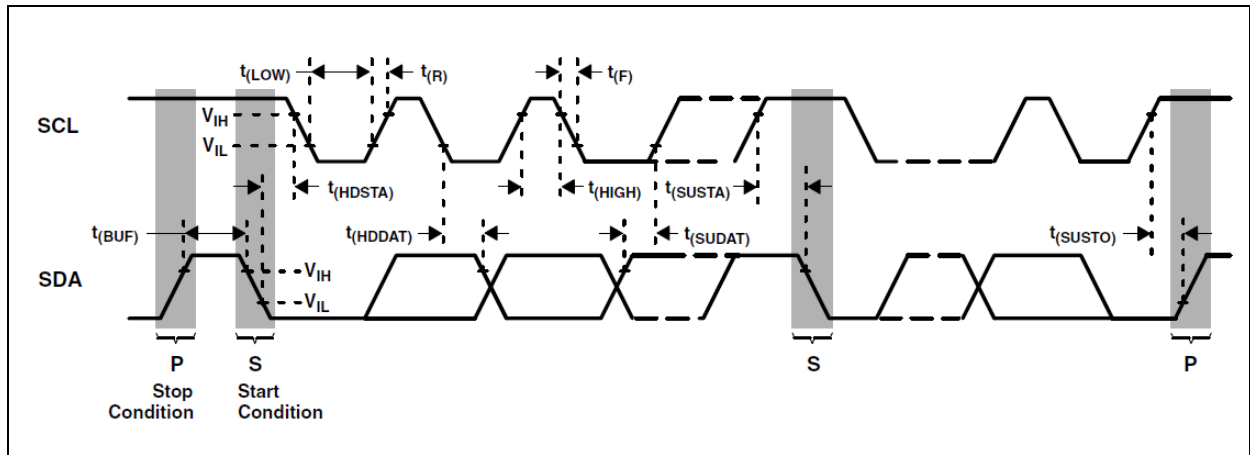 t(LOW)
t(R)
t(F)
SCL
VIH
VIL
t(HDSTA)
t(HIGH)
t(SUSTA)
t(BUF)
t(HDDAT)
t(SUDAT)
t(SUSTO)
SDA
VIH
VIL
P
S
S
P
Stop
Condition
Start
Condition